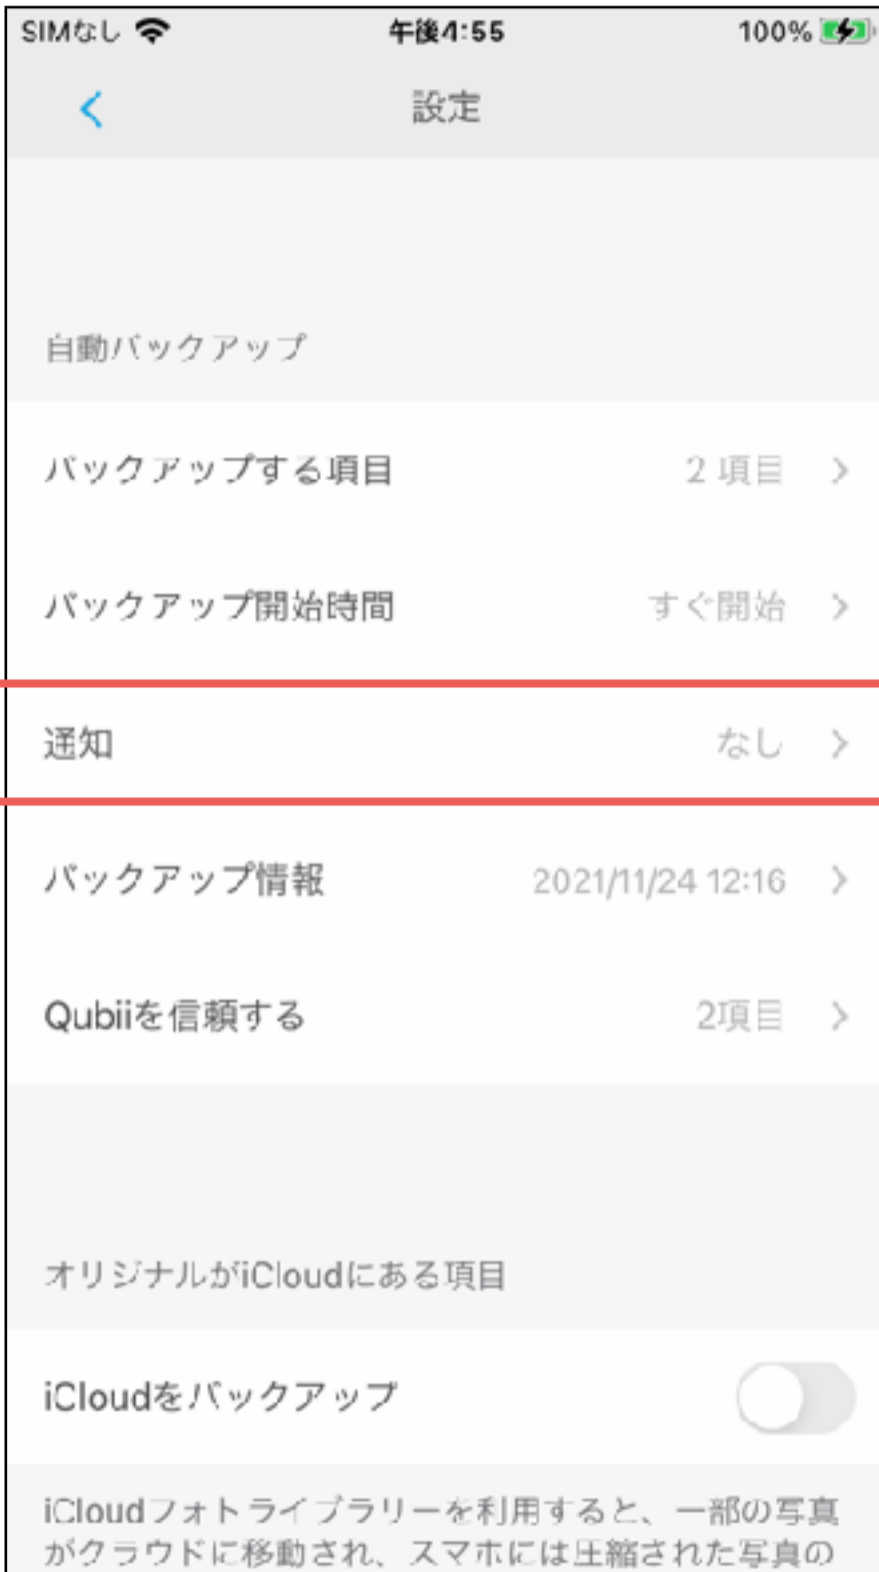 SIMなし 午後4:55 100%
設定
自動バックアップ
バックアップする項目 2 項目
バックアップ開始時間 すぐ開始
通知 なし
バックアップ情報 2021/11/24 12:16
Qubiiを信頼する 2項目
オリジナルがiCloudにある項目
iCloudをバックアップ
iCloudフォトライブラリーを利用すると、一部の写真
がクラウドに移動され、スマホには圧縮された写真の